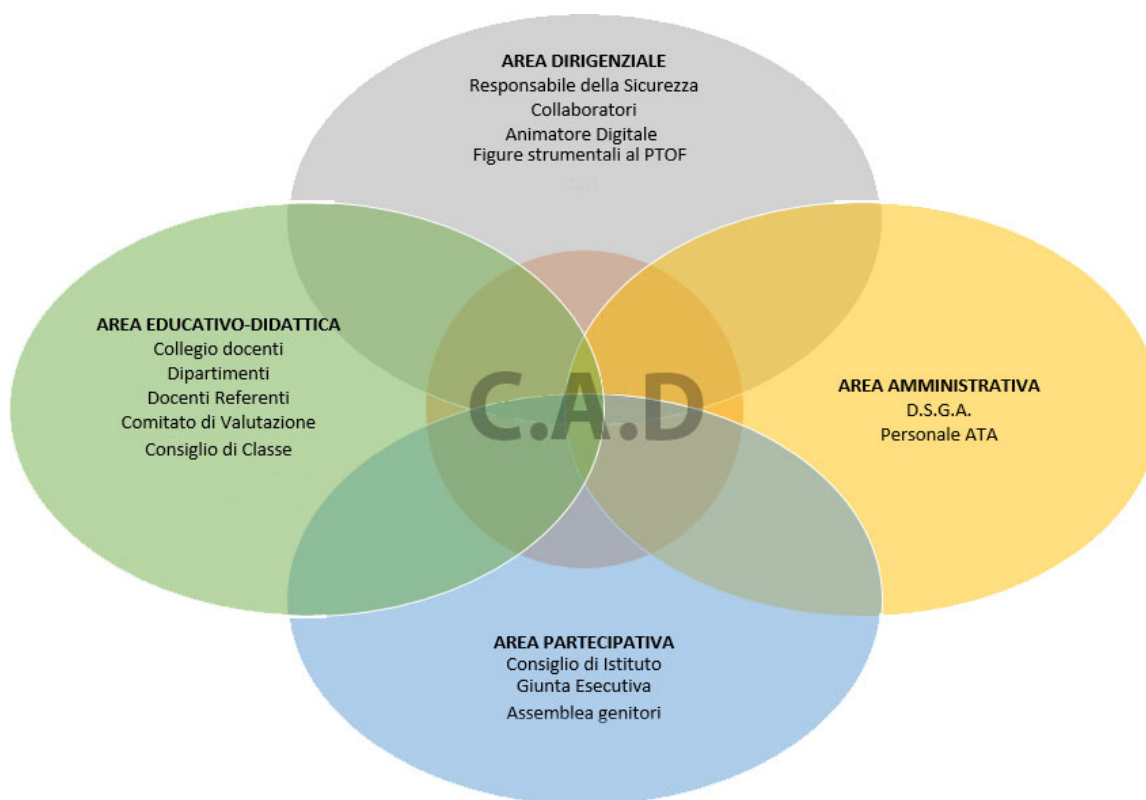 AREA DIRIGENZIALE
Responsabile della Sicurezza
Collaboratori
Animatore Digitale
Figure strumentali al PTOF
AREA EDUCATIVO-DIDATTICA
Collegio docenti
Dipartimenti
Docenti Referenti
Comitato di Valutazione
Consiglio di Classe
C.A.D
AREA AMMINISTRATIVA
D.S.G.A.
Personale ATA
AREA PARTECIPATIVA
Consiglio di Istituto
Giunta Esecutiva
Assemblea genitori